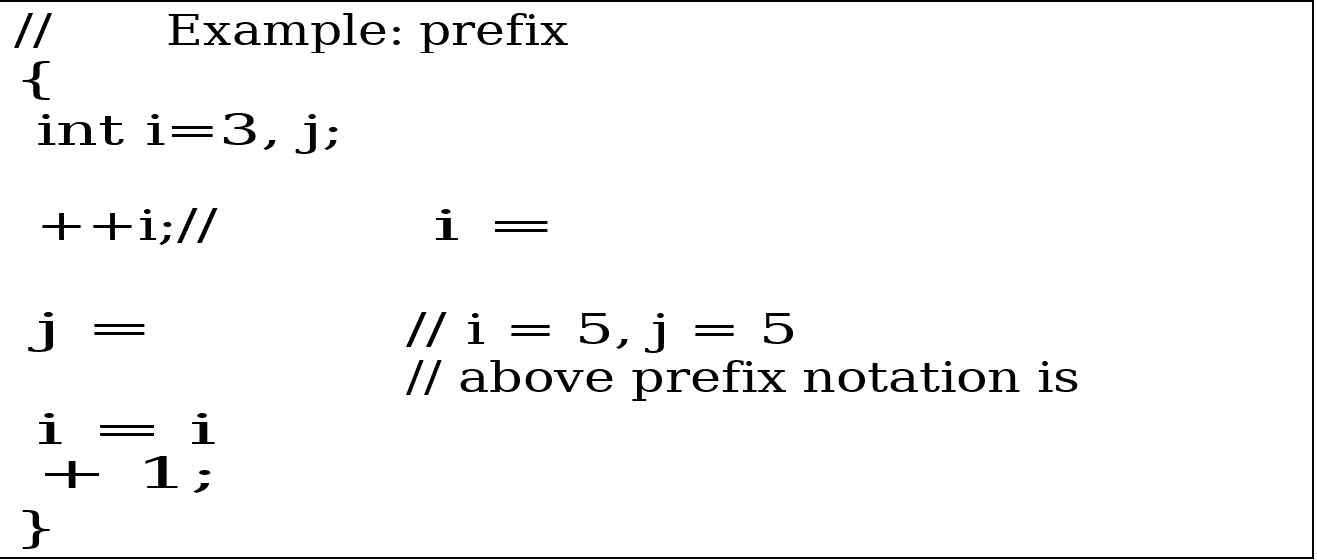 // Example: prefix
{
int i=3, j;
++i;// i =
j = // i = 5, j = 5
// above prefix notation is
i = i
+ 1;
}